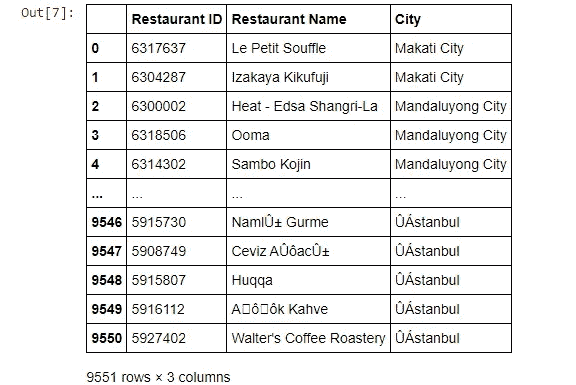 Out[7]:
Restaurant ID Restaurant Name City
0 6317637 Le Petit Souffle Makati City
1 6304287 Izakaya Kikufuji Makati City
2 6300002 Heat - Edsa Shangri-La Mandaluyong City
3 6318506 Ooma Mandaluyong City
4 6314302 Sambo Kojin Mandaluyong City
... ... ... ...
9546 5915730 NamlÛ± Gurme ÛÁstanbul
9547 5908749 Ceviz AÛôacÛ± ÛÁstanbul
9548 5915807 Huqqa ÛÁstanbul
9549 5916112 A□ô□ôk Kahve ÛÁstanbul
9550 5927402 Walter's Coffee Roastery ÛÁstanbul
9551 rows × 3 columns